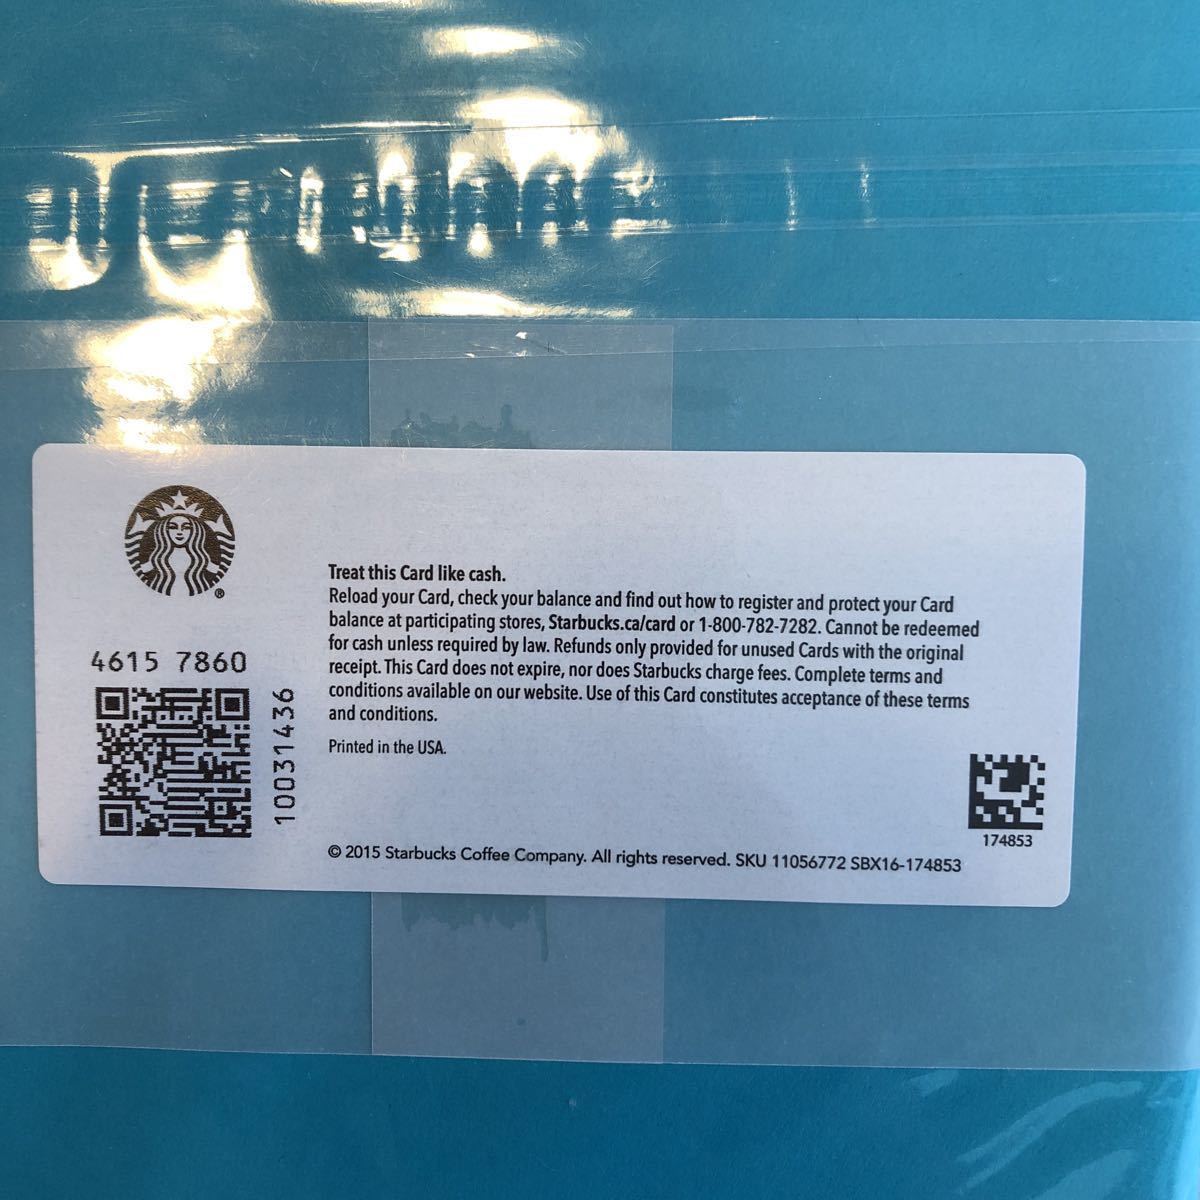 ®
4615 7860
10031436
Treat this Card like cash.
Reload your Card, check your balance and find out how to register and protect your Card
balance at participating stores, Starbucks.ca/card or 1-800-782-7282. Cannot be redeemed
for cash unless required by law. Refunds only provided for unused Cards with the original
receipt. This Card does not expire, nor does Starbucks charge fees. Complete terms and
conditions available on our website. Use of this Card constitutes acceptance of these terms
and conditions.
Printed in the USA.
174853
© 2015 Starbucks Coffee Company. All rights reserved. SKU 11056772 SBX16-174853